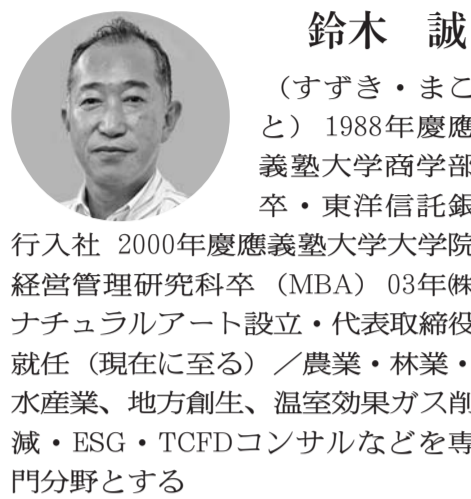 鈴木　誠
（すずき・まこ
と） 1988年慶應
義塾大学商学部
卒・東洋信託銀
行入社 2000年慶應義塾大学大学院
経営管理研究科卒（MBA）03年㈱
ナチュラルアート設立・代表取締役
就任（現在に至る）／農業・林業・
水産業、地方創生、温室効果ガス削
減・ESG・TCFDコンサルなどを専
門分野とする